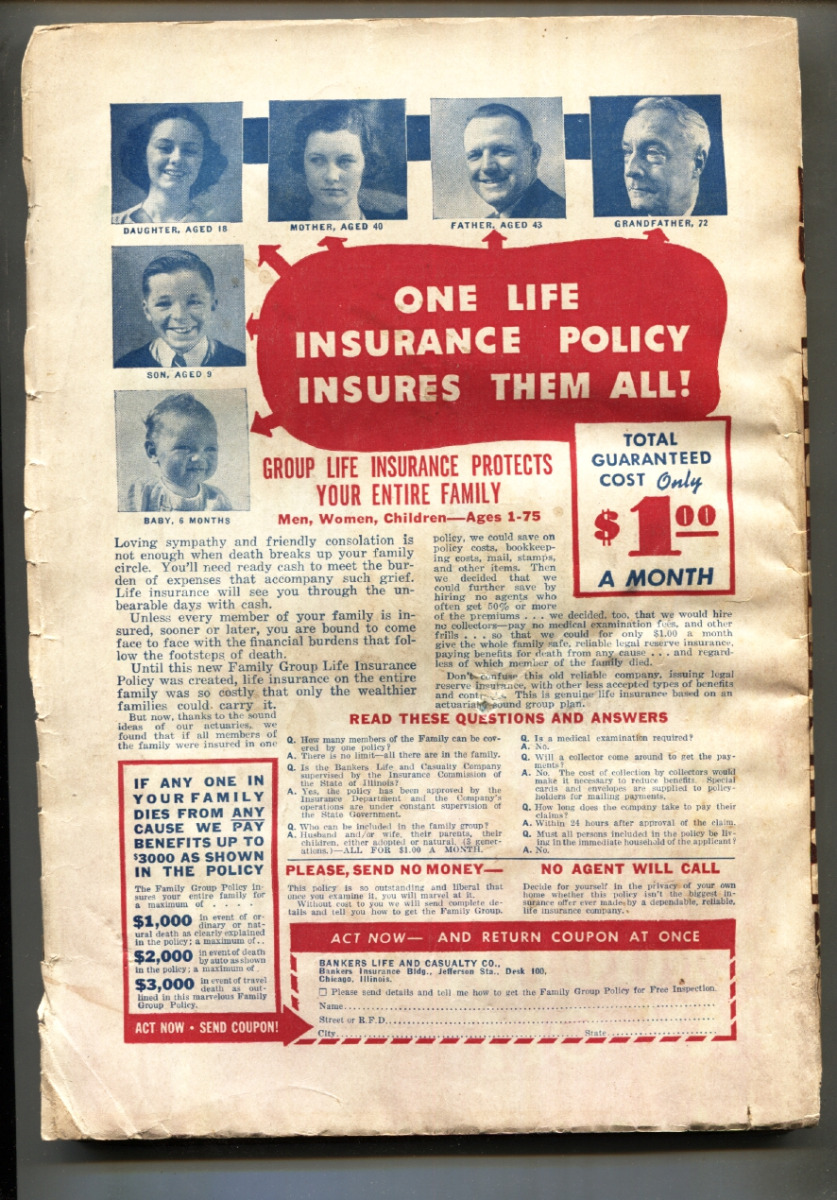 DAUGHTER, AGED 18
MOTHER, AGED 40
FATHER, AGED 43
GRANDFATHER, 72
SON, AGED 9
BABY, 6 MONTHS
ONE LIFE
INSURANCE POLICY
INSURES THEM ALL!
GROUP LIFE INSURANCE PROTECTS
YOUR ENTIRE FAMILY
Men, Women, Children—Ages 1-75
TOTAL
GUARANTEED
COST Only
$1.00
A MONTH
Loving sympathy and friendly consolation is
not enough when death breaks up your family
circle. You'll need ready cash to meet the bur-
den of expenses that accompany such grief.
Life insurance will see you through the un-
bearable days with cash.
Unless every member of your family is in-
sured, sooner or later, you are bound to come
face to face with the financial burdens that fol-
low the footsteps of death.
Until this new Family Group Life Insurance
Policy was created, life insurance on the entire
family was so costly that only the wealthier
families could carry it.
But now, thanks to the sound
ideas of our actuaries, we
found that if all members of
the family were insured in one
policy, we could save on
policy costs, bookkeep-
ing costs, mail, stamps,
and other items. Then
we decided that we
could further save by
hiring no agents who
often get 50% or more
of the premiums . . . we decided, too, that we would hire
no collectors—pay no medical examination fees, and other
frills . . . so that we could for only $1.00 a month
give the whole family safe, reliable legal reserve insurance,
paying benefits for death from any cause . . . and regard-
less of which member of the family died.
Don't confuse this old reliable company, issuing legal
reserve insurance, with other less accepted types of benefits
and This is genuine life insurance based on an
actuarial sound group plan.
READ THESE QUESTIONS AND ANSWERS
Q. How many members of the Family can be cov-
ered by one policy?
A. There is no limit—all there are in the family.
Q. Is the Bankers Life and Casualty Company
supervised by the Insurance Commission of
the State of Illinois?
A. Yes, the policy has been approved by the
Insurance Department and the Company's
operations are under constant supervision of
the State Government.
Q. Who can be included in the family group?
A. Husband and/or wife, their parents, their
children, either adopted or natural. (3 gener-
ations.)—ALL FOR $1.00 A MONTH.
Q. Is a medical examination required?
A. No.
Q. Will a collector come around to get the pay-
ments?
A. No. The cost of collection by collectors would
make it necessary to reduce benefits. Special
cards and envelopes are supplied to policy-
holders for mailing payments.
Q. How long does the company take to pay their
claims?
A. Within 24 hours after approval of the claim.
Q. Must all persons included in the policy be liv-
ing in the immediate household of the applicant?
A. No.
IF ANY ONE IN
YOUR FAMILY
DIES FROM ANY
CAUSE WE PAY
BENEFITS UP TO
$3000 AS SHOWN
IN THE POLICY
The Family Group Policy in-
sures your entire family for
a maximum of . . . . .
$1,000 in event of or-
dinary or nat-
ural death as clearly explained
in the policy; a maximum of..
$2,000 in event of death
by auto as shown
in the policy; a maximum of .
$3,000 in event of travel
death as out-
lined in this marvelous Family
Group Policy.
ACT NOW • SEND COUPON!
PLEASE, SEND NO MONEY—
This policy is so outstanding and liberal that
once you examine it, you will marvel at it.
Without cost to you we will send complete de-
tails and tell you how to get the Family Group.
NO AGENT WILL CALL
Decide for yourself in the privacy of your own
home whether this policy isn't the biggest in-
surance offer ever made by a dependable, reliable,
life insurance company.
ACT NOW— AND RETURN COUPON AT ONCE
BANKERS LIFE AND CASUALTY CO.,
Bankers Insurance Bldg., Jefferson Sta., Desk 100,
Chicago, Illinois.
Please send details and tell me how to get the Family Group Policy for Free Inspection.
Name
Street or R.F.D.
City State